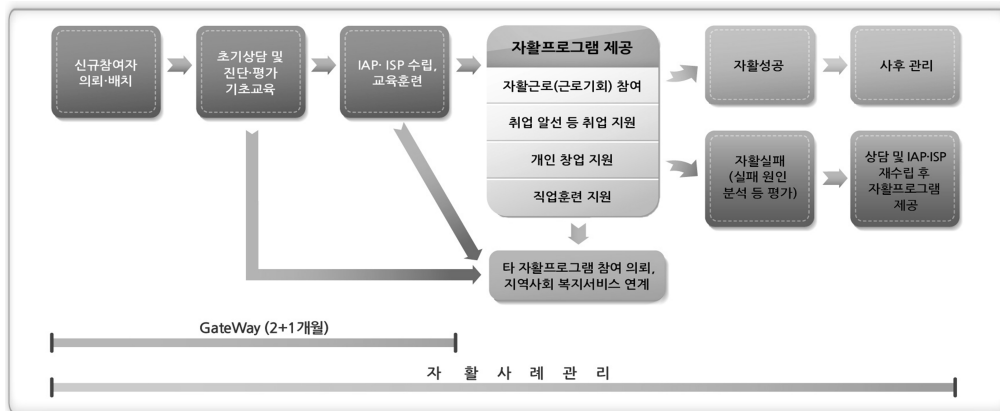 신규참여자
의뢰·배치
초기상담 및
진단·평가
기초교육
IAP· ISP 수립,
교육훈련
자활프로그램 제공
자활근로(근로기회) 참여
취업 알선 등 취업 지원
개인 창업 지원
직업훈련 지원
자활성공
사후 관리
자활실패
(실패 원인
분석 등 평가)
상담 및 IAP·ISP
재수립 후
자활프로그램
제공
타 자활프로그램 참여 의뢰,
지역사회 복지서비스 연계
GateWay (2+1개월)
자 활 사 례 관 리